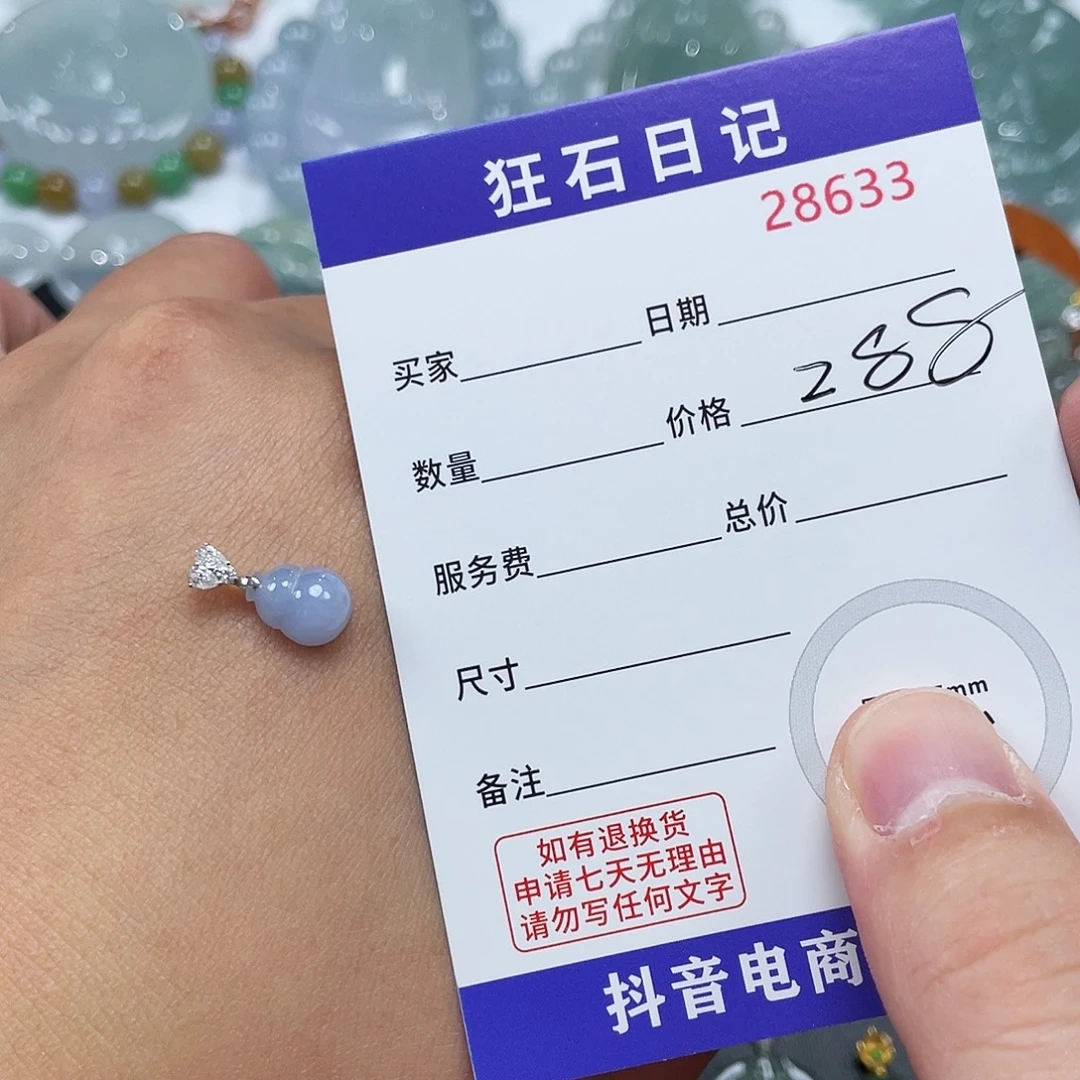 狂石日记
28633
买家 日期
数量 价格 288
服务费 总价
尺寸
mm
备注
如有退换货
申请七天无理由
请勿写任何文字
抖音电商